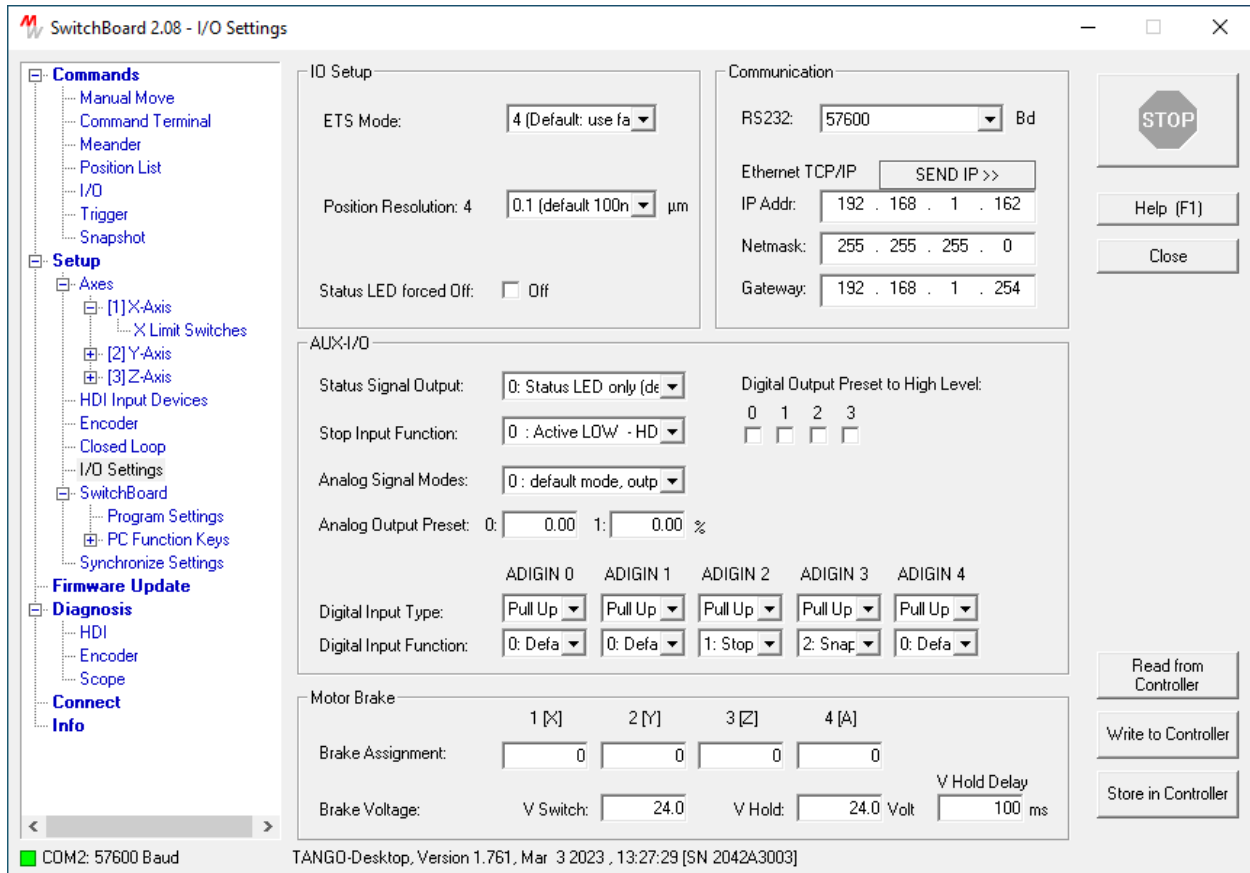 SwitchBoard 2.08 - I/O Settings
Commands
Manual Move
Command Terminal
Meander
Position List
I/O
Trigger
Snapshot
Setup
Axes
[1] X-Axis
X Limit Switches
[2] Y-Axis
[3] Z-Axis
HDI Input Devices
Encoder
Closed Loop
I/O Settings
SwitchBoard
Program Settings
PC Function Keys
Synchronize Settings
Firmware Update
Diagnosis
HDI
Encoder
Scope
Connect
Info
IO Setup
ETS Mode: 4 (Default: use fa
Position Resolution: 4 0.1 (default 100n µm
Status LED forced Off: Off
Communication
RS232: 57600 Bd
Ethernet TCP/IP SEND IP >>
IP Addr: 192 . 168 . 1 . 162
Netmask: 255 . 255 . 255 . 0
Gateway: 192 . 168 . 1 . 254
AUX-I/O
Status Signal Output: 0: Status LED only (de
Digital Output Preset to High Level:
0 1 2 3
Stop Input Function: 0 : Active LOW - HD
Analog Signal Modes: 0 : default mode, outp
Analog Output Preset: 0: 0.00 1: 0.00 %
ADIGIN 0 ADIGIN 1 ADIGIN 2 ADIGIN 3 ADIGIN 4
Digital Input Type: Pull Up Pull Up Pull Up Pull Up Pull Up
Digital Input Function: 0: Defa 0: Defa 1: Stop 2: Snap 0: Defa
Motor Brake
1 [X] 2 [Y] 3 [Z] 4 [A]
Brake Assignment: 0 0 0 0
V Hold Delay
Brake Voltage: V Switch: 24.0 V Hold: 24.0 Volt 100 ms
STOP
Help (F1)
Close
Read from
Controller
Write to Controller
Store in Controller
COM2: 57600 Baud TANGO-Desktop, Version 1.761, Mar 3 2023 , 13:27:29 [SN 2042A3003]